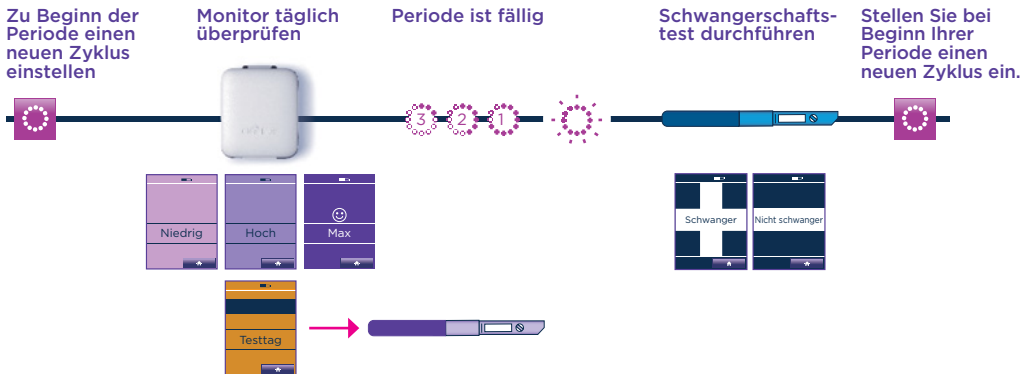 Zu Beginn der
Periode einen
neuen Zyklus
einstellen
Monitor täglich
überprüfen
Periode ist fällig
Schwangerschafts-
test durchführen
Stellen Sie bei
Beginn Ihrer
Periode einen
neuen Zyklus ein.
3 2 1
Niedrig
Hoch
Max
Schwanger
Nicht schwanger
Testtag